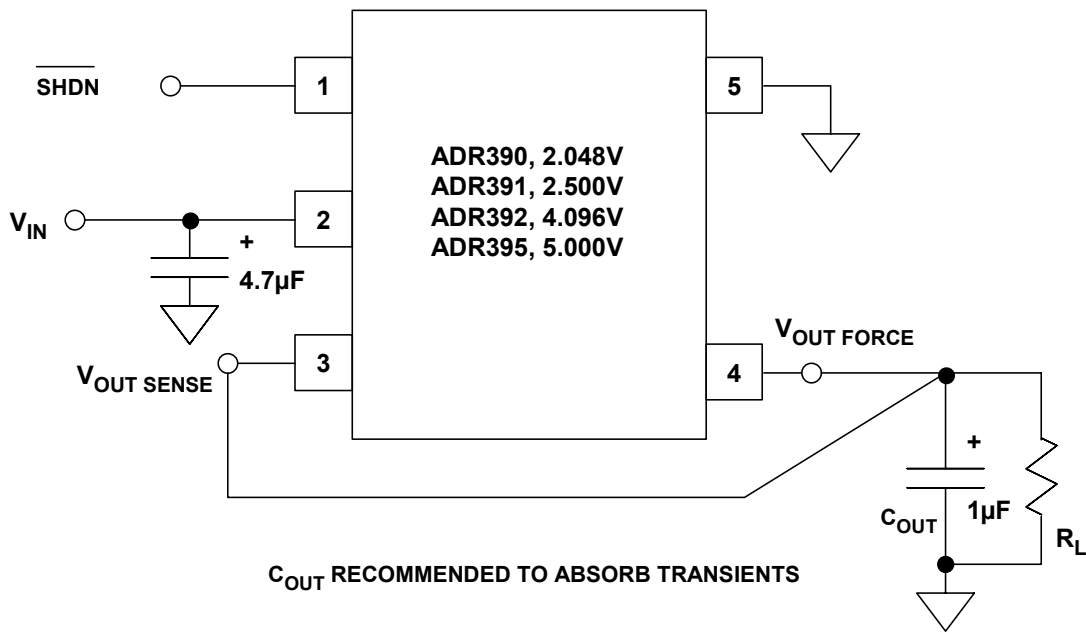 SHDN
1
5
ADR390, 2.048V
ADR391, 2.500V
ADR392, 4.096V
ADR395, 5.000V
VIN
2
+
4.7µF
VOUT SENSE
3
4
VOUT FORCE
+
COUT
1µF
RL
COUT RECOMMENDED TO ABSORB TRANSIENTS